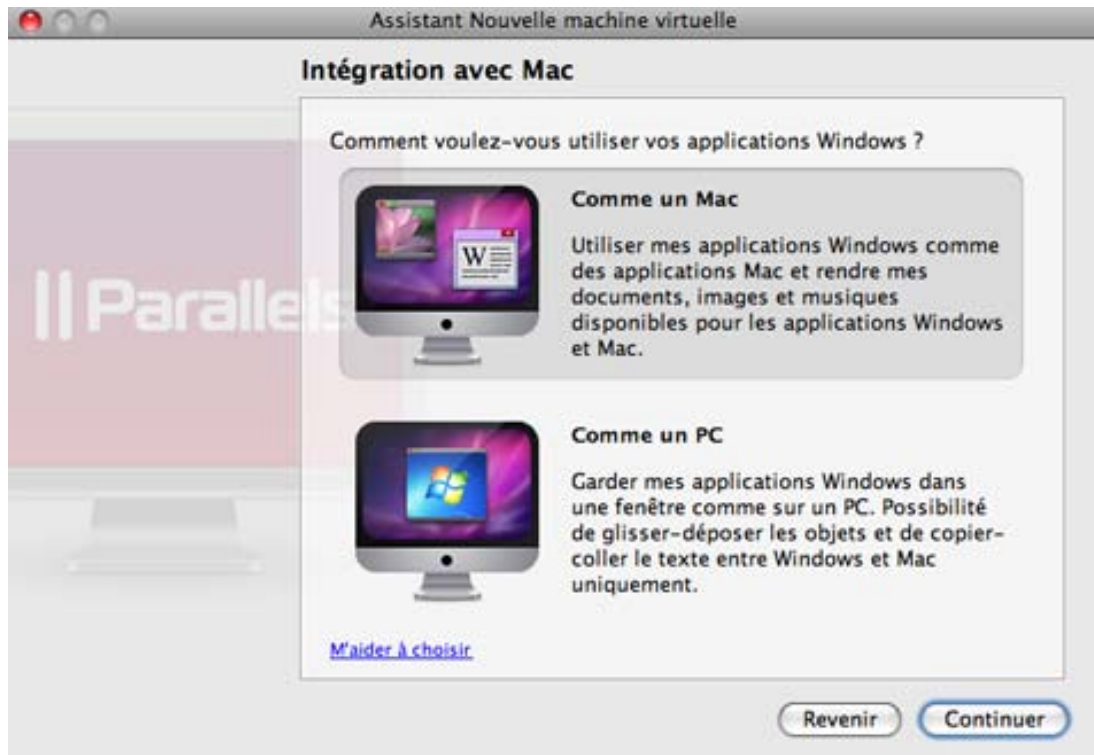 Assistant Nouvelle machine virtuelle
Intégration avec Mac
Comment voulez-vous utiliser vos applications Windows ?
Comme un Mac
Utiliser mes applications Windows comme
des applications Mac et rendre mes
documents, images et musiques
disponibles pour les applications Windows
et Mac.
W
Comme un PC
Garder mes applications Windows dans
une fenêtre comme sur un PC. Possibilité
de glisser-déposer les objets et de copier-
coller le texte entre Windows et Mac
uniquement.
M'aider à choisir
Parallels
Revenir
Continuer